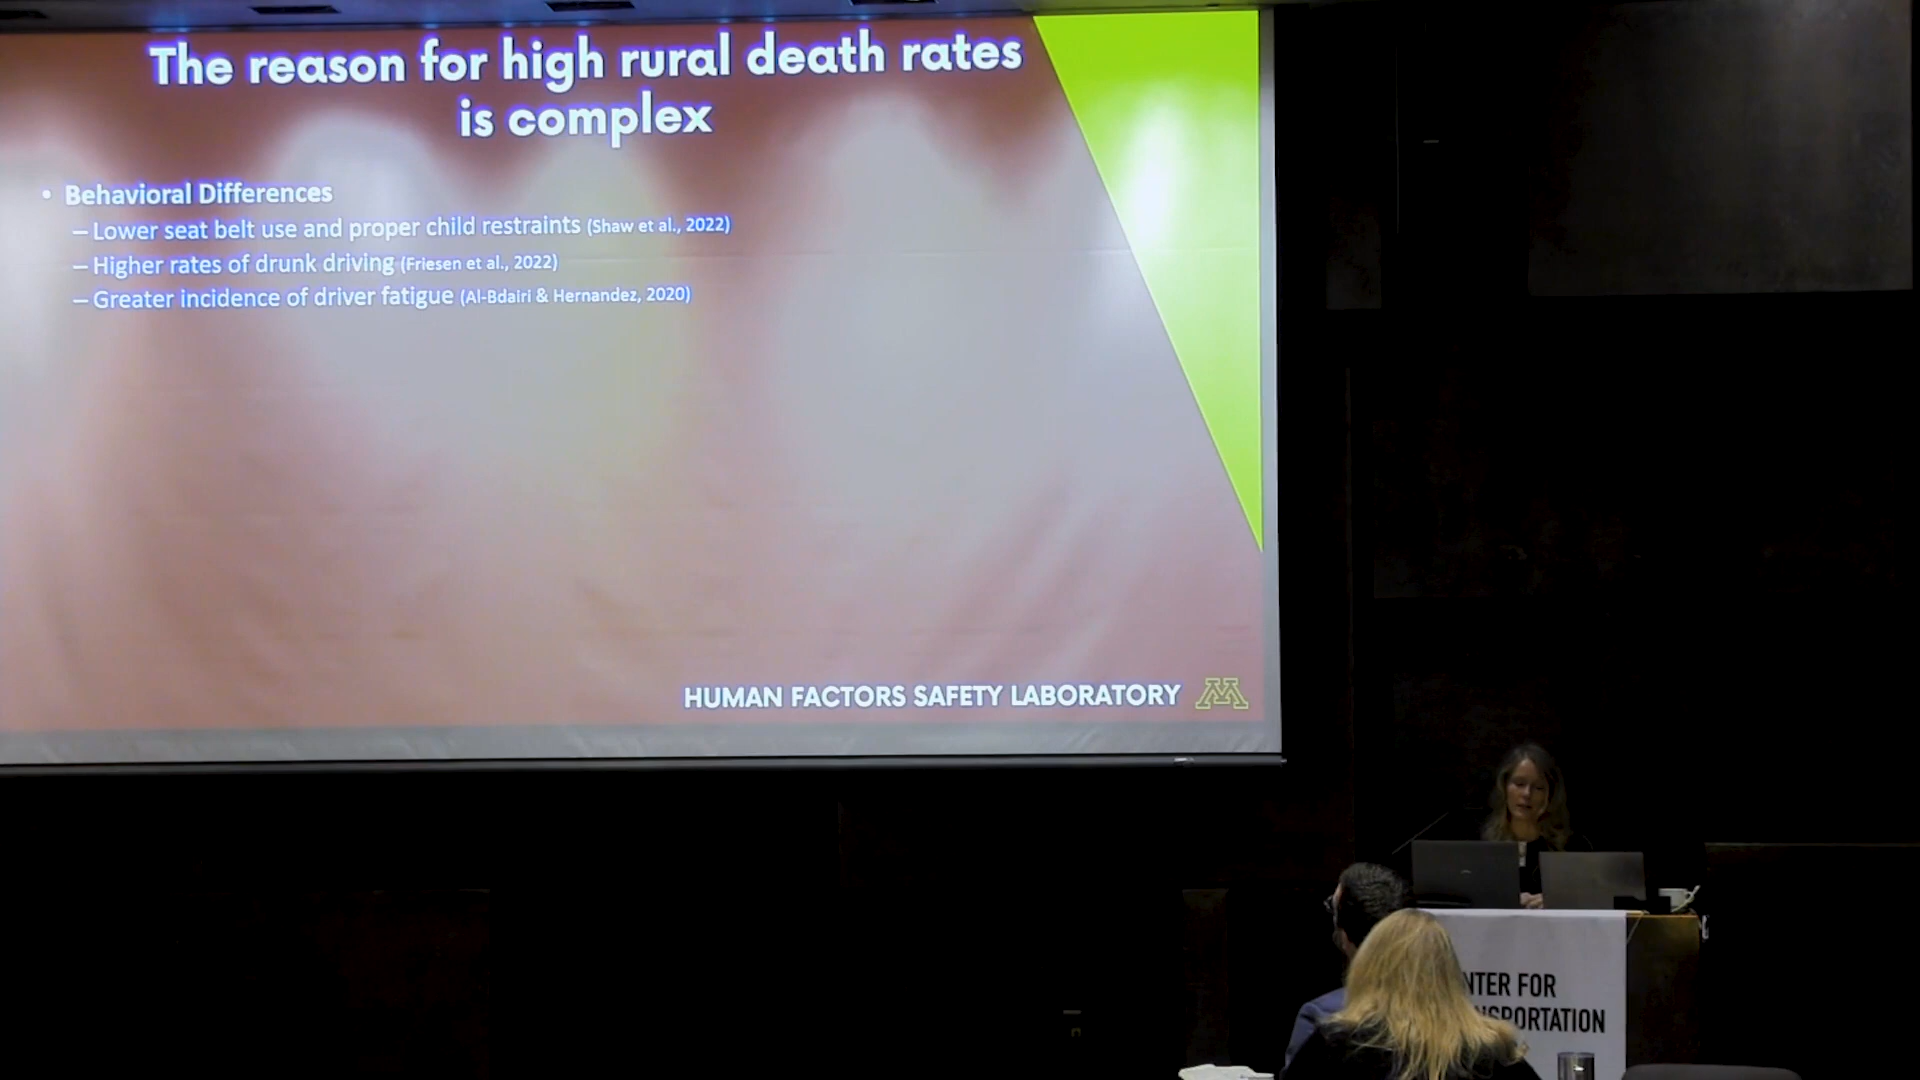 The reason for high rural death rates
is complex
• Behavioral Differences
– Lower seat belt use and proper child restraints (Shaw et al., 2022)
– Higher rates of drunk driving (Friesen et al., 2022)
– Greater incidence of driver fatigue (Al-Bdairi & Hernandez, 2020)
HUMAN FACTORS SAFETY LABORATORY M
NTER FOR
NSPORTATION